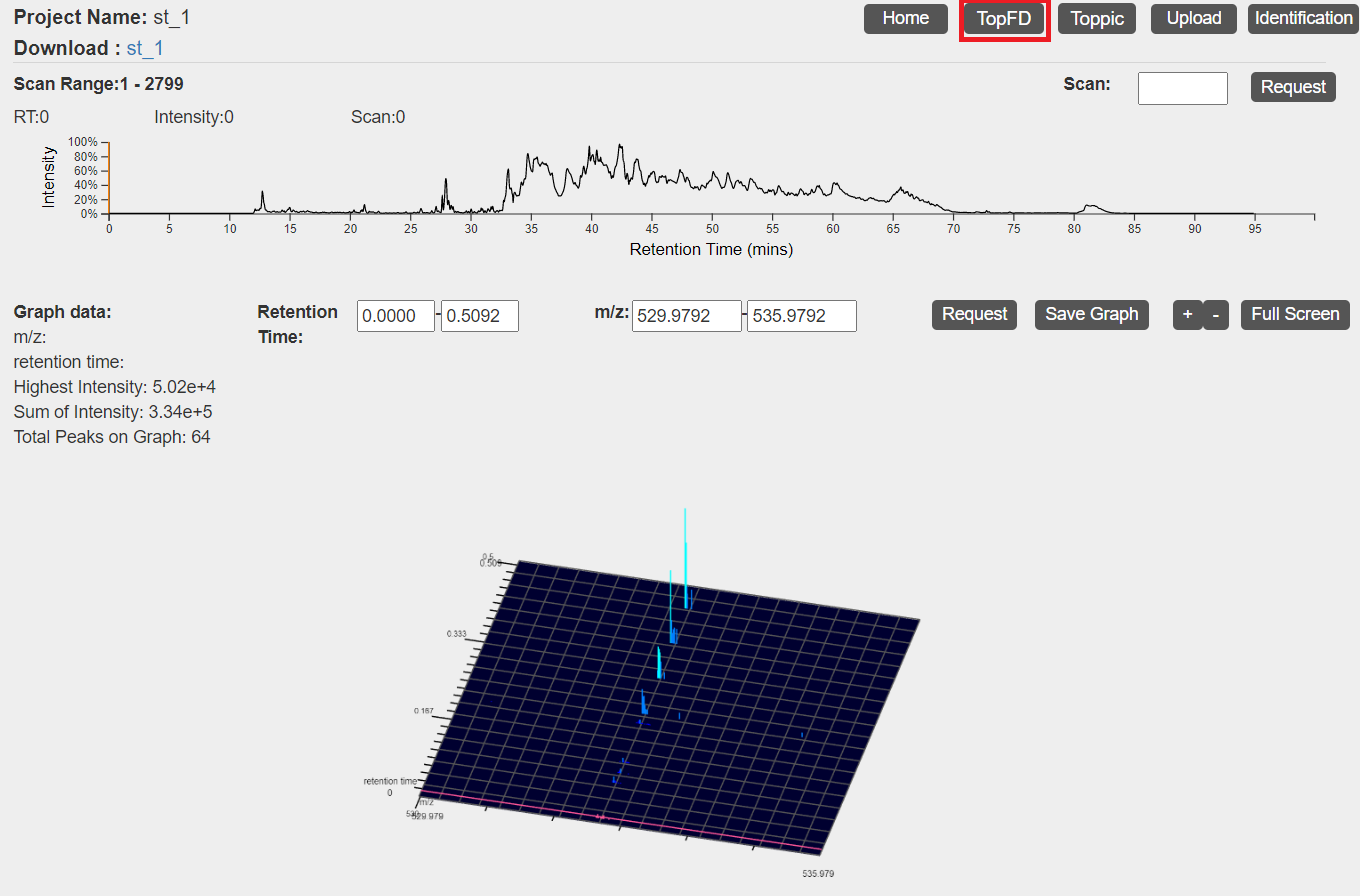 Project Name: st_1
Home TopFD Toppic Upload Identification
Download : st_1
Scan Range:1 - 2799
Scan:
Request
RT:0 Intensity:0 Scan:0
Intensity
100%
80%
60%
40%
20%
0%
0 5 10 15 20 25 30 35 40 45 50 55 60 65 70 75 80 85 90 95
Retention Time (mins)
Graph data:
Retention Time:
0.0000 - 0.5092
m/z: 529.9792 - 535.9792
Request Save Graph + - Full Screen
m/z:
retention time:
Highest Intensity: 5.02e+4
Sum of Intensity: 3.34e+5
Total Peaks on Graph: 64
0.5
0.333
0.167
retention time
0
m/z
529.979
535.979